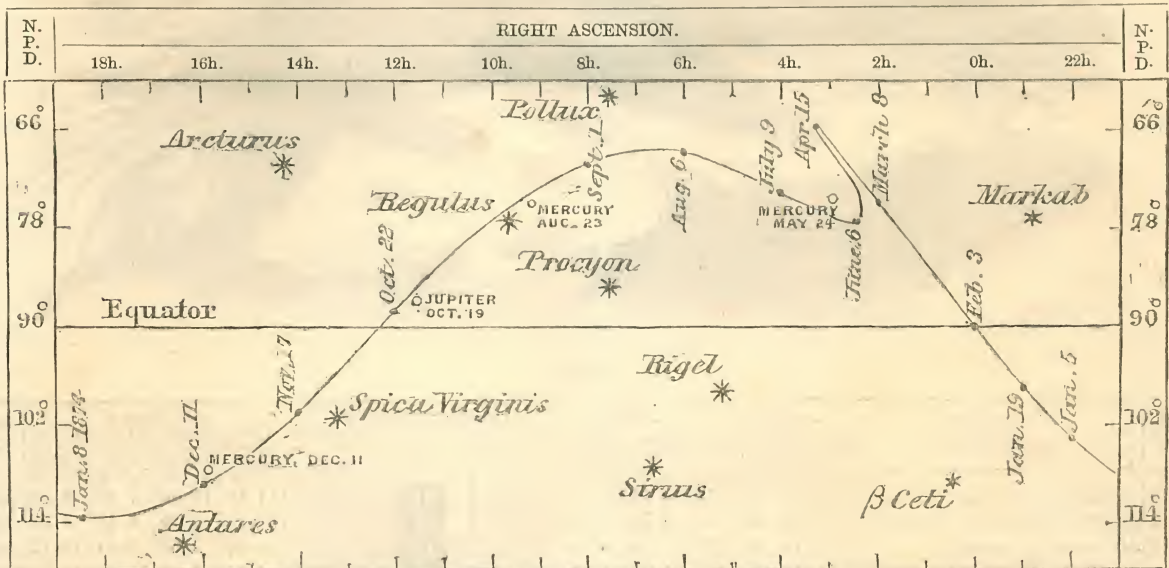 N. P. D.
RIGHT ASCENSION.
N. P. D.
18h. 16h. 14h. 12h. 10h. 8h. 6h. 4h. 2h. 0h. 22h.
66°
Pollux
Arcturus
Sept. 1
Aug. 6
July 9
Apr. 15
March 8
66°
Regulus
MERCURY
AUG. 23
MERCURY
MAY 24
Markab
78°
June 6
78°
Oct. 22
Procyon
JUPITER
OCT. 19
Feb. 3
90°
Equator
90°
Nov. 17
Rigel
102°
Spica Virginis
Jan. 19
Jan. 5
102°
Jan. 8 1874
Dec. 11
MERCURY, DEC. 11
Sirius
β Ceti
114°
Antares
114°